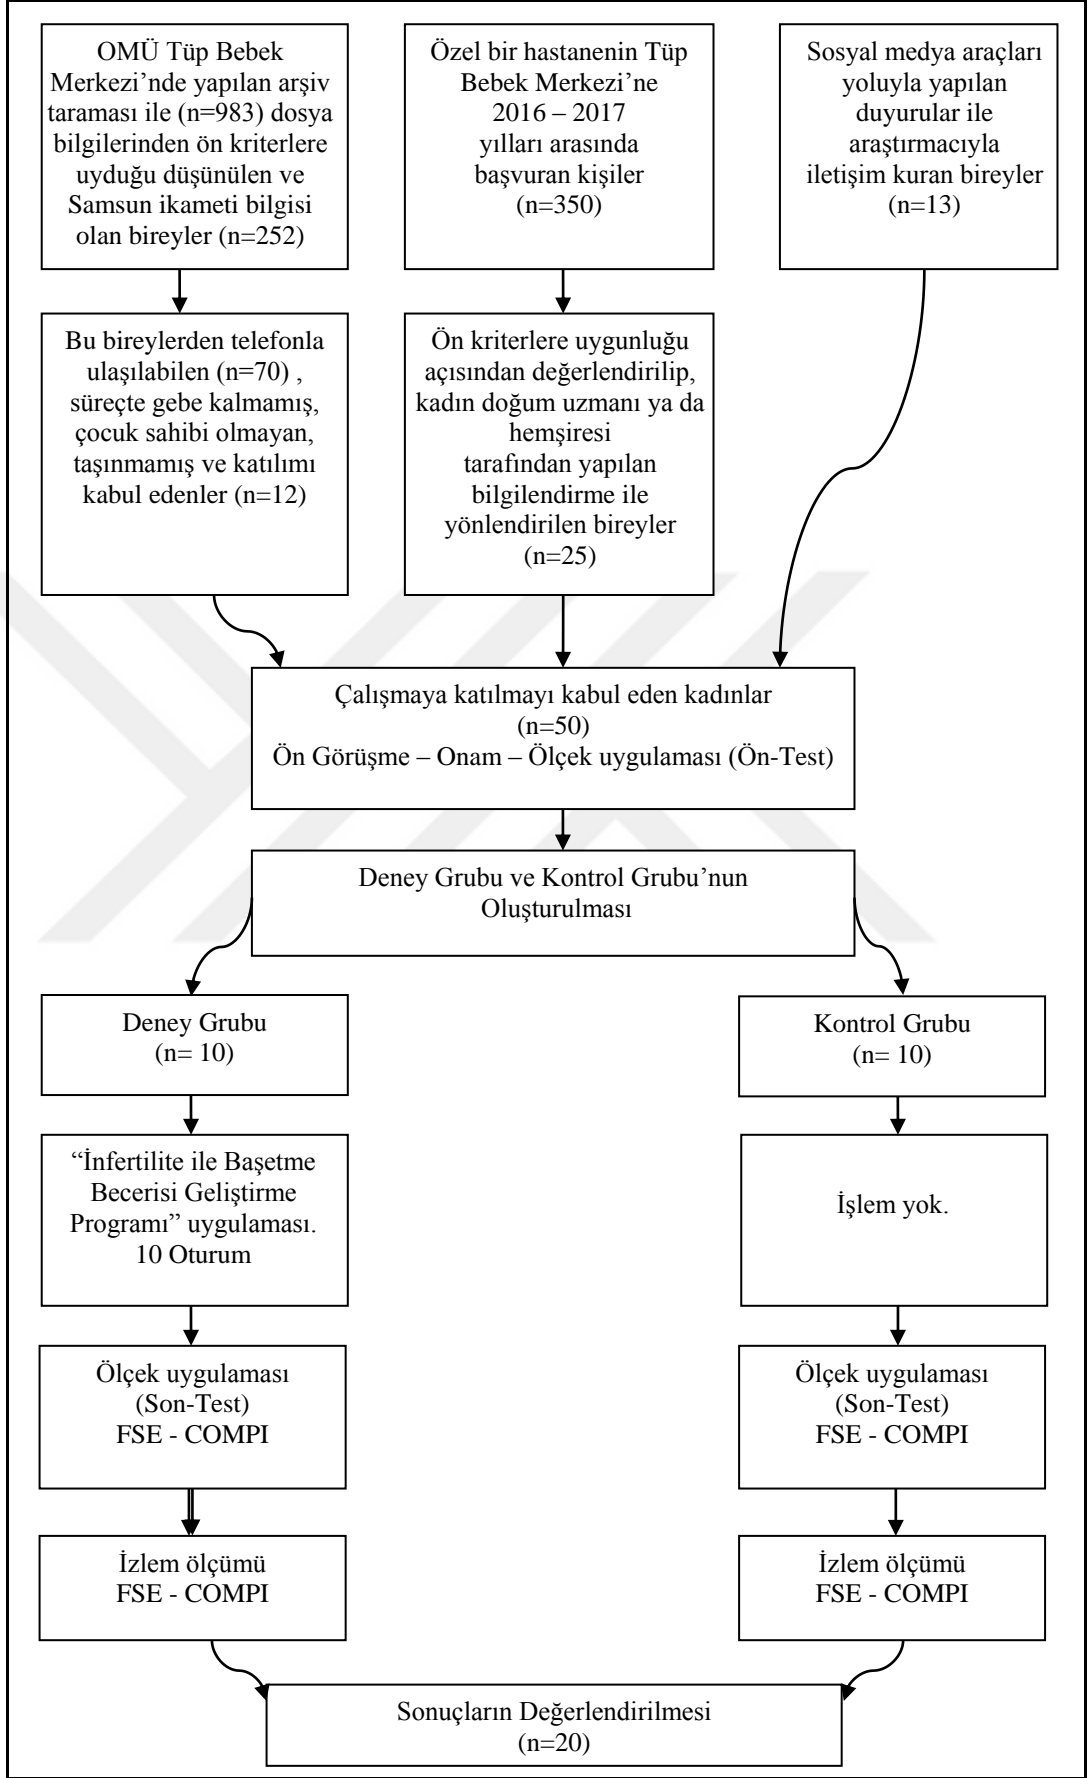 OMÜ Tüp Bebek
Merkezi’nde yapılan arşiv
taraması ile (n=983) dosya
bilgilerinden ön kriterlere
uyduğu düşünülen ve
Samsun ikameti bilgisi
olan bireyler (n=252)
Özel bir hastanenin Tüp
Bebek Merkezi’ne
2016 – 2017
yılları arasında
başvuran kişiler
(n=350)
Sosyal medya araçları
yoluyla yapılan
duyurular ile
araştırmacıyla
iletişim kuran bireyler
(n=13)
Bu bireylerden telefonla
ulaşılabilen (n=70) ,
süreçte gebe kalmamış,
çocuk sahibi olmayan,
taşınmamış ve katılımı
kabul edenler (n=12)
Ön kriterlere uygunluğu
açısından değerlendirilip,
kadın doğum uzmanı ya da
hemşiresi
tarafından yapılan
bilgilendirme ile
yönlendirilen bireyler
(n=25)
Çalışmaya katılmayı kabul eden kadınlar
(n=50)
Ön Görüşme – Onam – Ölçek uygulaması (Ön-Test)
Deney Grubu ve Kontrol Grubu’nun
Oluşturulması
Deney Grubu
(n= 10)
Kontrol Grubu
(n= 10)
“İnfertilite ile Başetme
Becerisi Geliştirme
Programı” uygulaması.
10 Oturum
İşlem yok.
Ölçek uygulaması
(Son-Test)
FSE - COMPI
Ölçek uygulaması
(Son-Test)
FSE - COMPI
İzlem ölçümü
FSE - COMPI
İzlem ölçümü
FSE - COMPI
Sonuçların Değerlendirilmesi
(n=20)